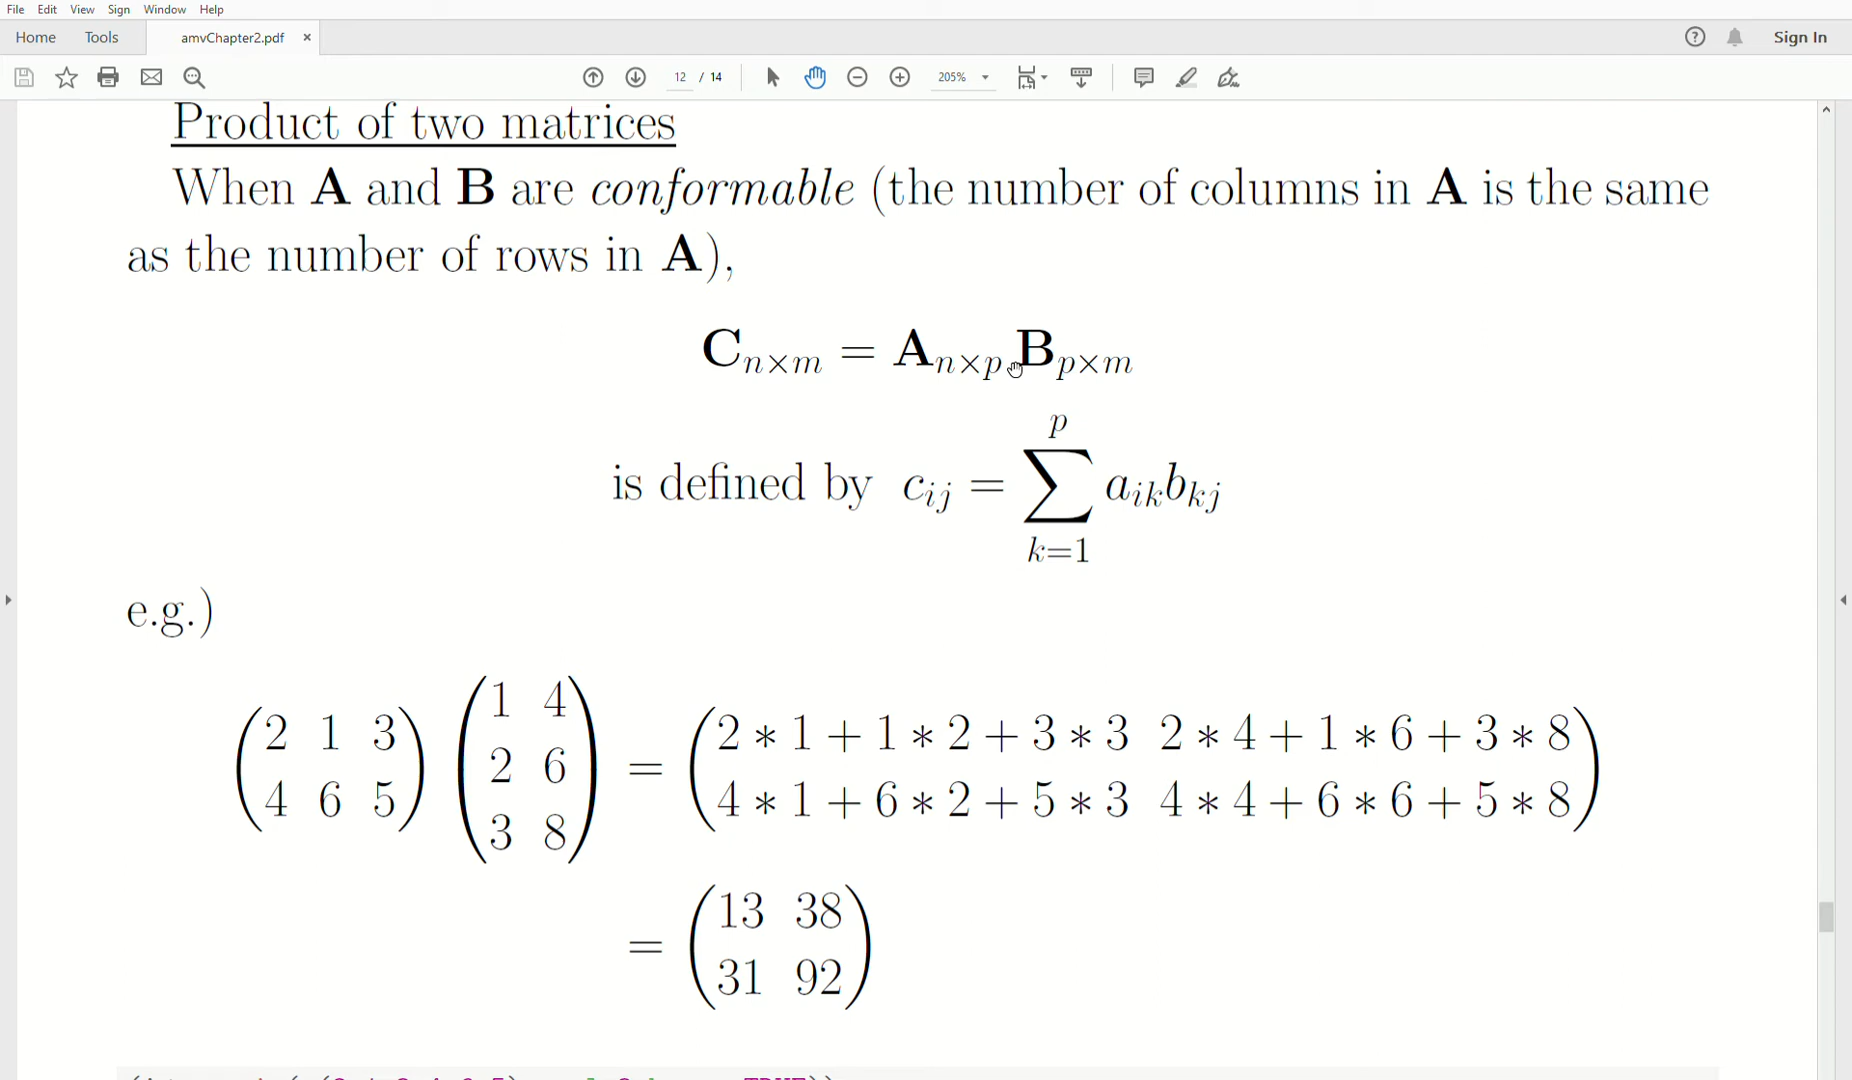 File Edit View Sign Window Help
Home Tools amvChapter2.pdf × Sign In
12 / 14 205%
Product of two matrices
When A and B are conformable (the number of columns in A is the same
as the number of rows in A),
C_{n×m} = A_{n×p} B_{p×m}
is defined by c_{ij} = \sum_{k=1}^{p} a_{ik} b_{kj}
e.g.)
(2 1 3; 4 6 5) (1 4; 2 6; 3 8) = (2 * 1 + 1 * 2 + 3 * 3 2 * 4 + 1 * 6 + 3 * 8; 4 * 1 + 6 * 2 + 5 * 3 4 * 4 + 6 * 6 + 5 * 8)
= (13 38; 31 92)